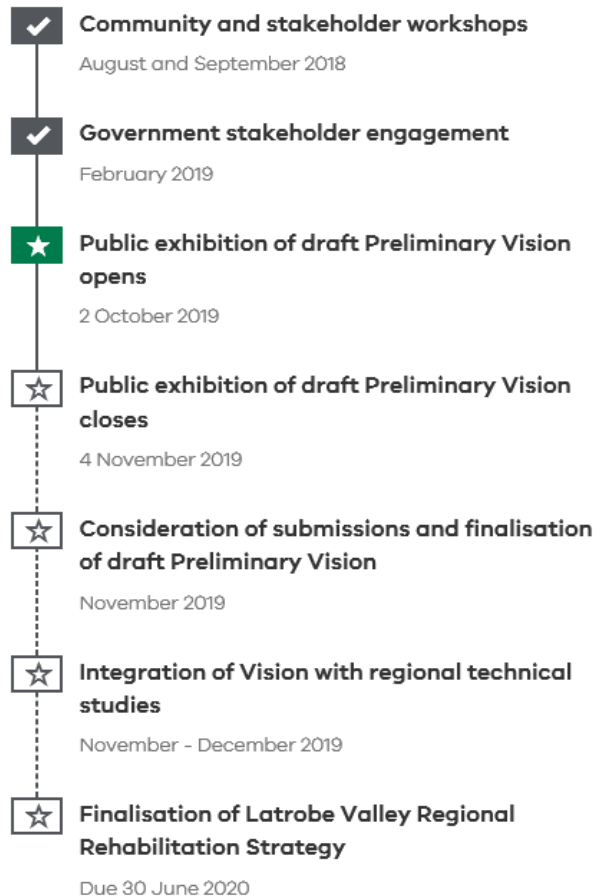 Community and stakeholder workshops
August and September 2018
Government stakeholder engagement
February 2019
Public exhibition of draft Preliminary Vision
opens
2 October 2019
Public exhibition of draft Preliminary Vision
closes
4 November 2019
Consideration of submissions and finalisation
of draft Preliminary Vision
November 2019
Integration of Vision with regional technical
studies
November - December 2019
Finalisation of Latrobe Valley Regional
Rehabilitation Strategy
Due 30 June 2020